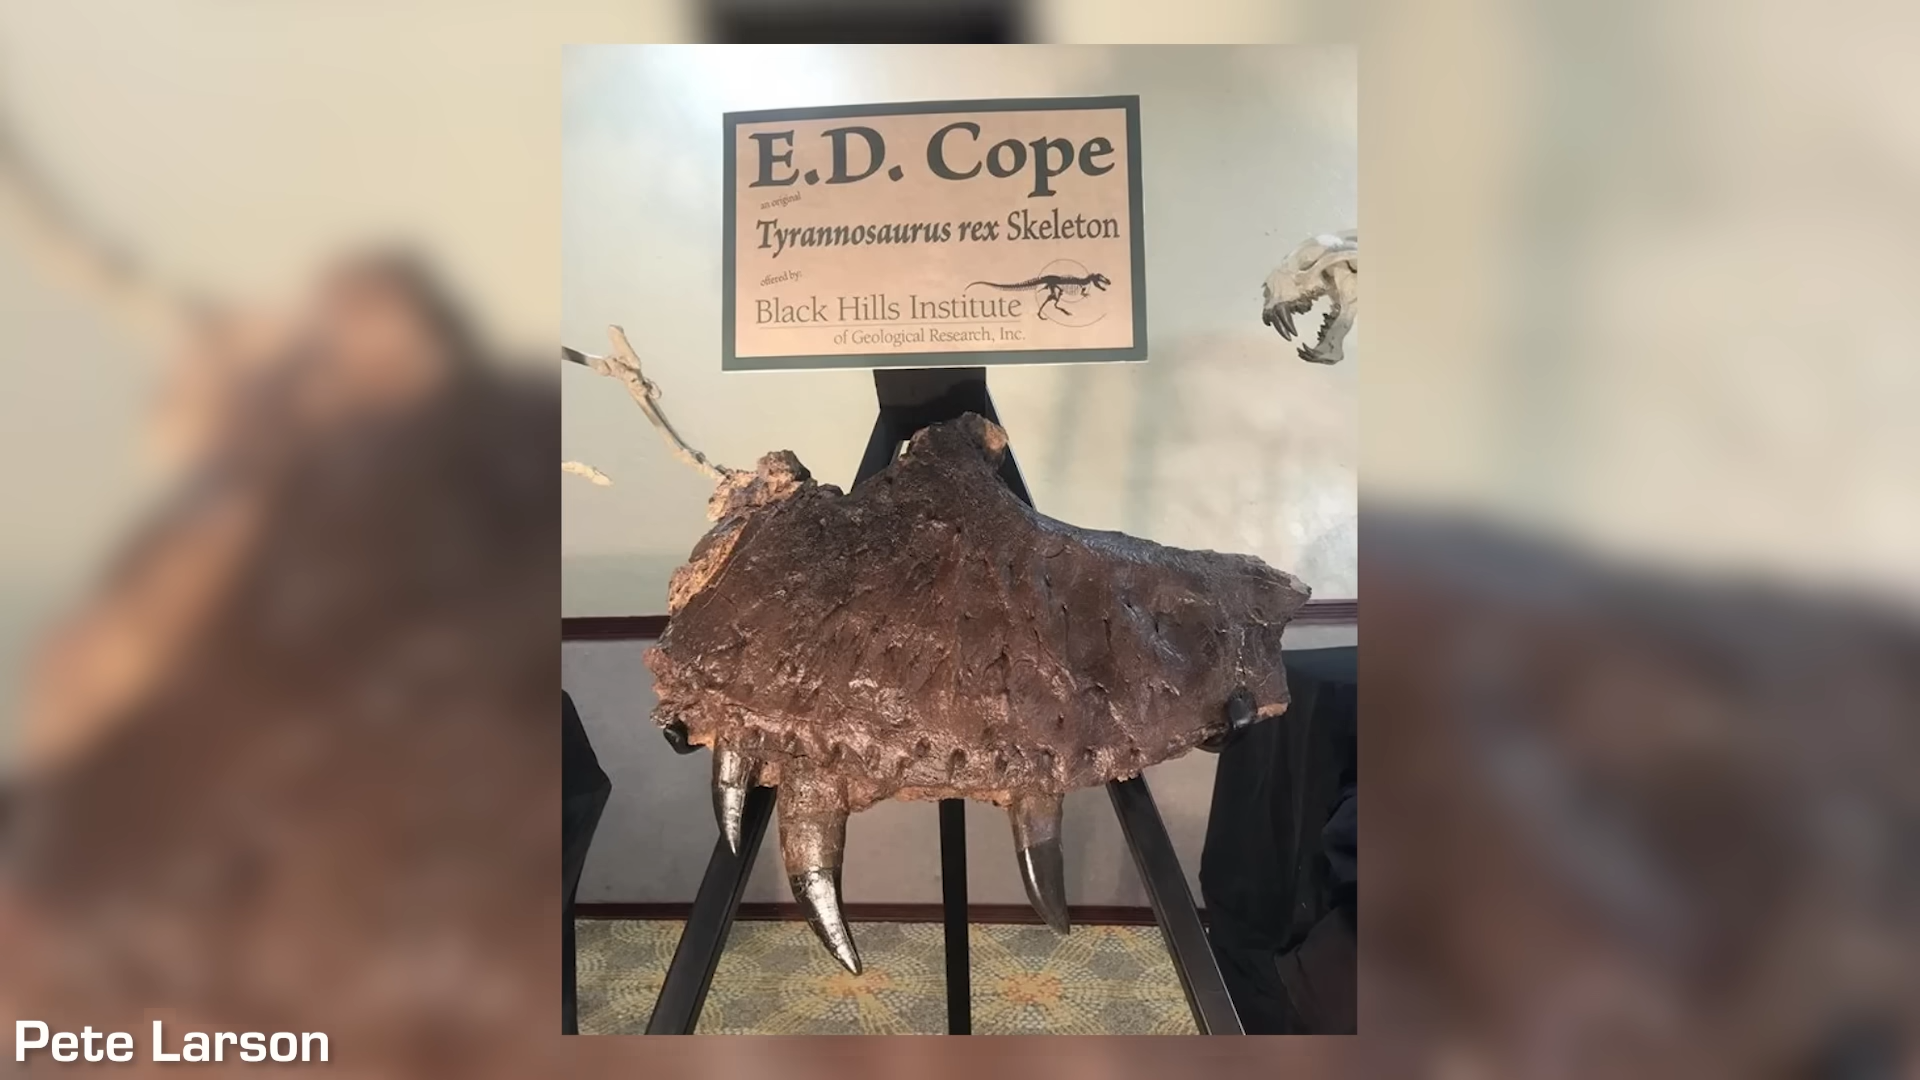 E.D. Cope
an original
Tyrannosaurus rex Skeleton
offered by:
Black Hills Institute
of Geological Research, Inc.
Pete Larson